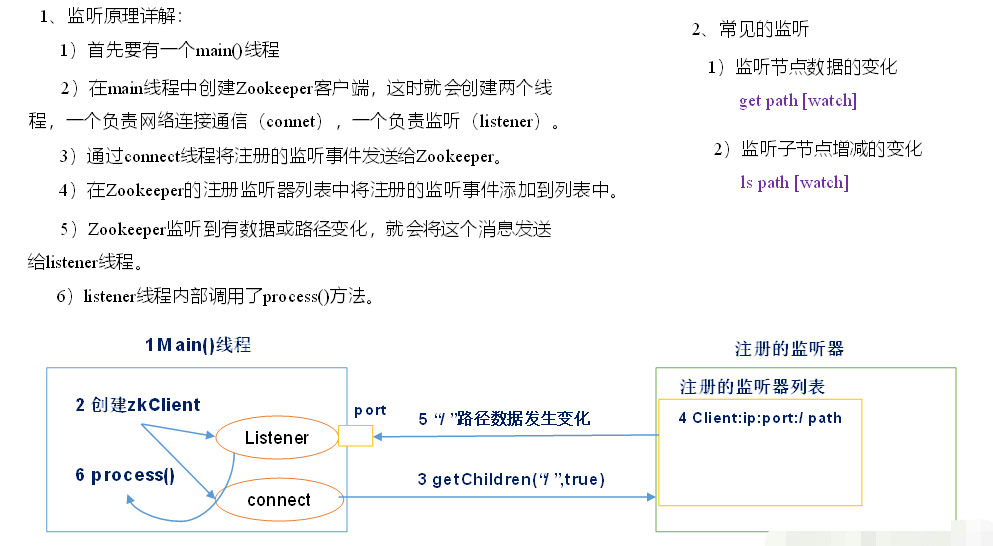 1、监听原理详解：
1）首先要有一个main()线程
2）在main线程中创建Zookeeper客户端，这时就会创建两个线
程，一个负责网络连接通信（connet），一个负责监听（listener）。
3）通过connect线程将注册的监听事件发送给Zookeeper。
4）在Zookeeper的注册监听器列表中将注册的监听事件添加到列表中。
5）Zookeeper监听到有数据或路径变化，就会将这个消息发送
给listener线程。
6）listener线程内部调用了process()方法。
2、常见的监听
1）监听节点数据的变化
get path [watch]
2）监听子节点增减的变化
ls path [watch]
1Main()线程
2 创建zkClient
Listener
port
6 process()
connect
5 “/ ”路径数据发生变化
3 getChildren(“/ ”,true)
注册的监听器
注册的监听器列表
4 Client:ip:port:/ path